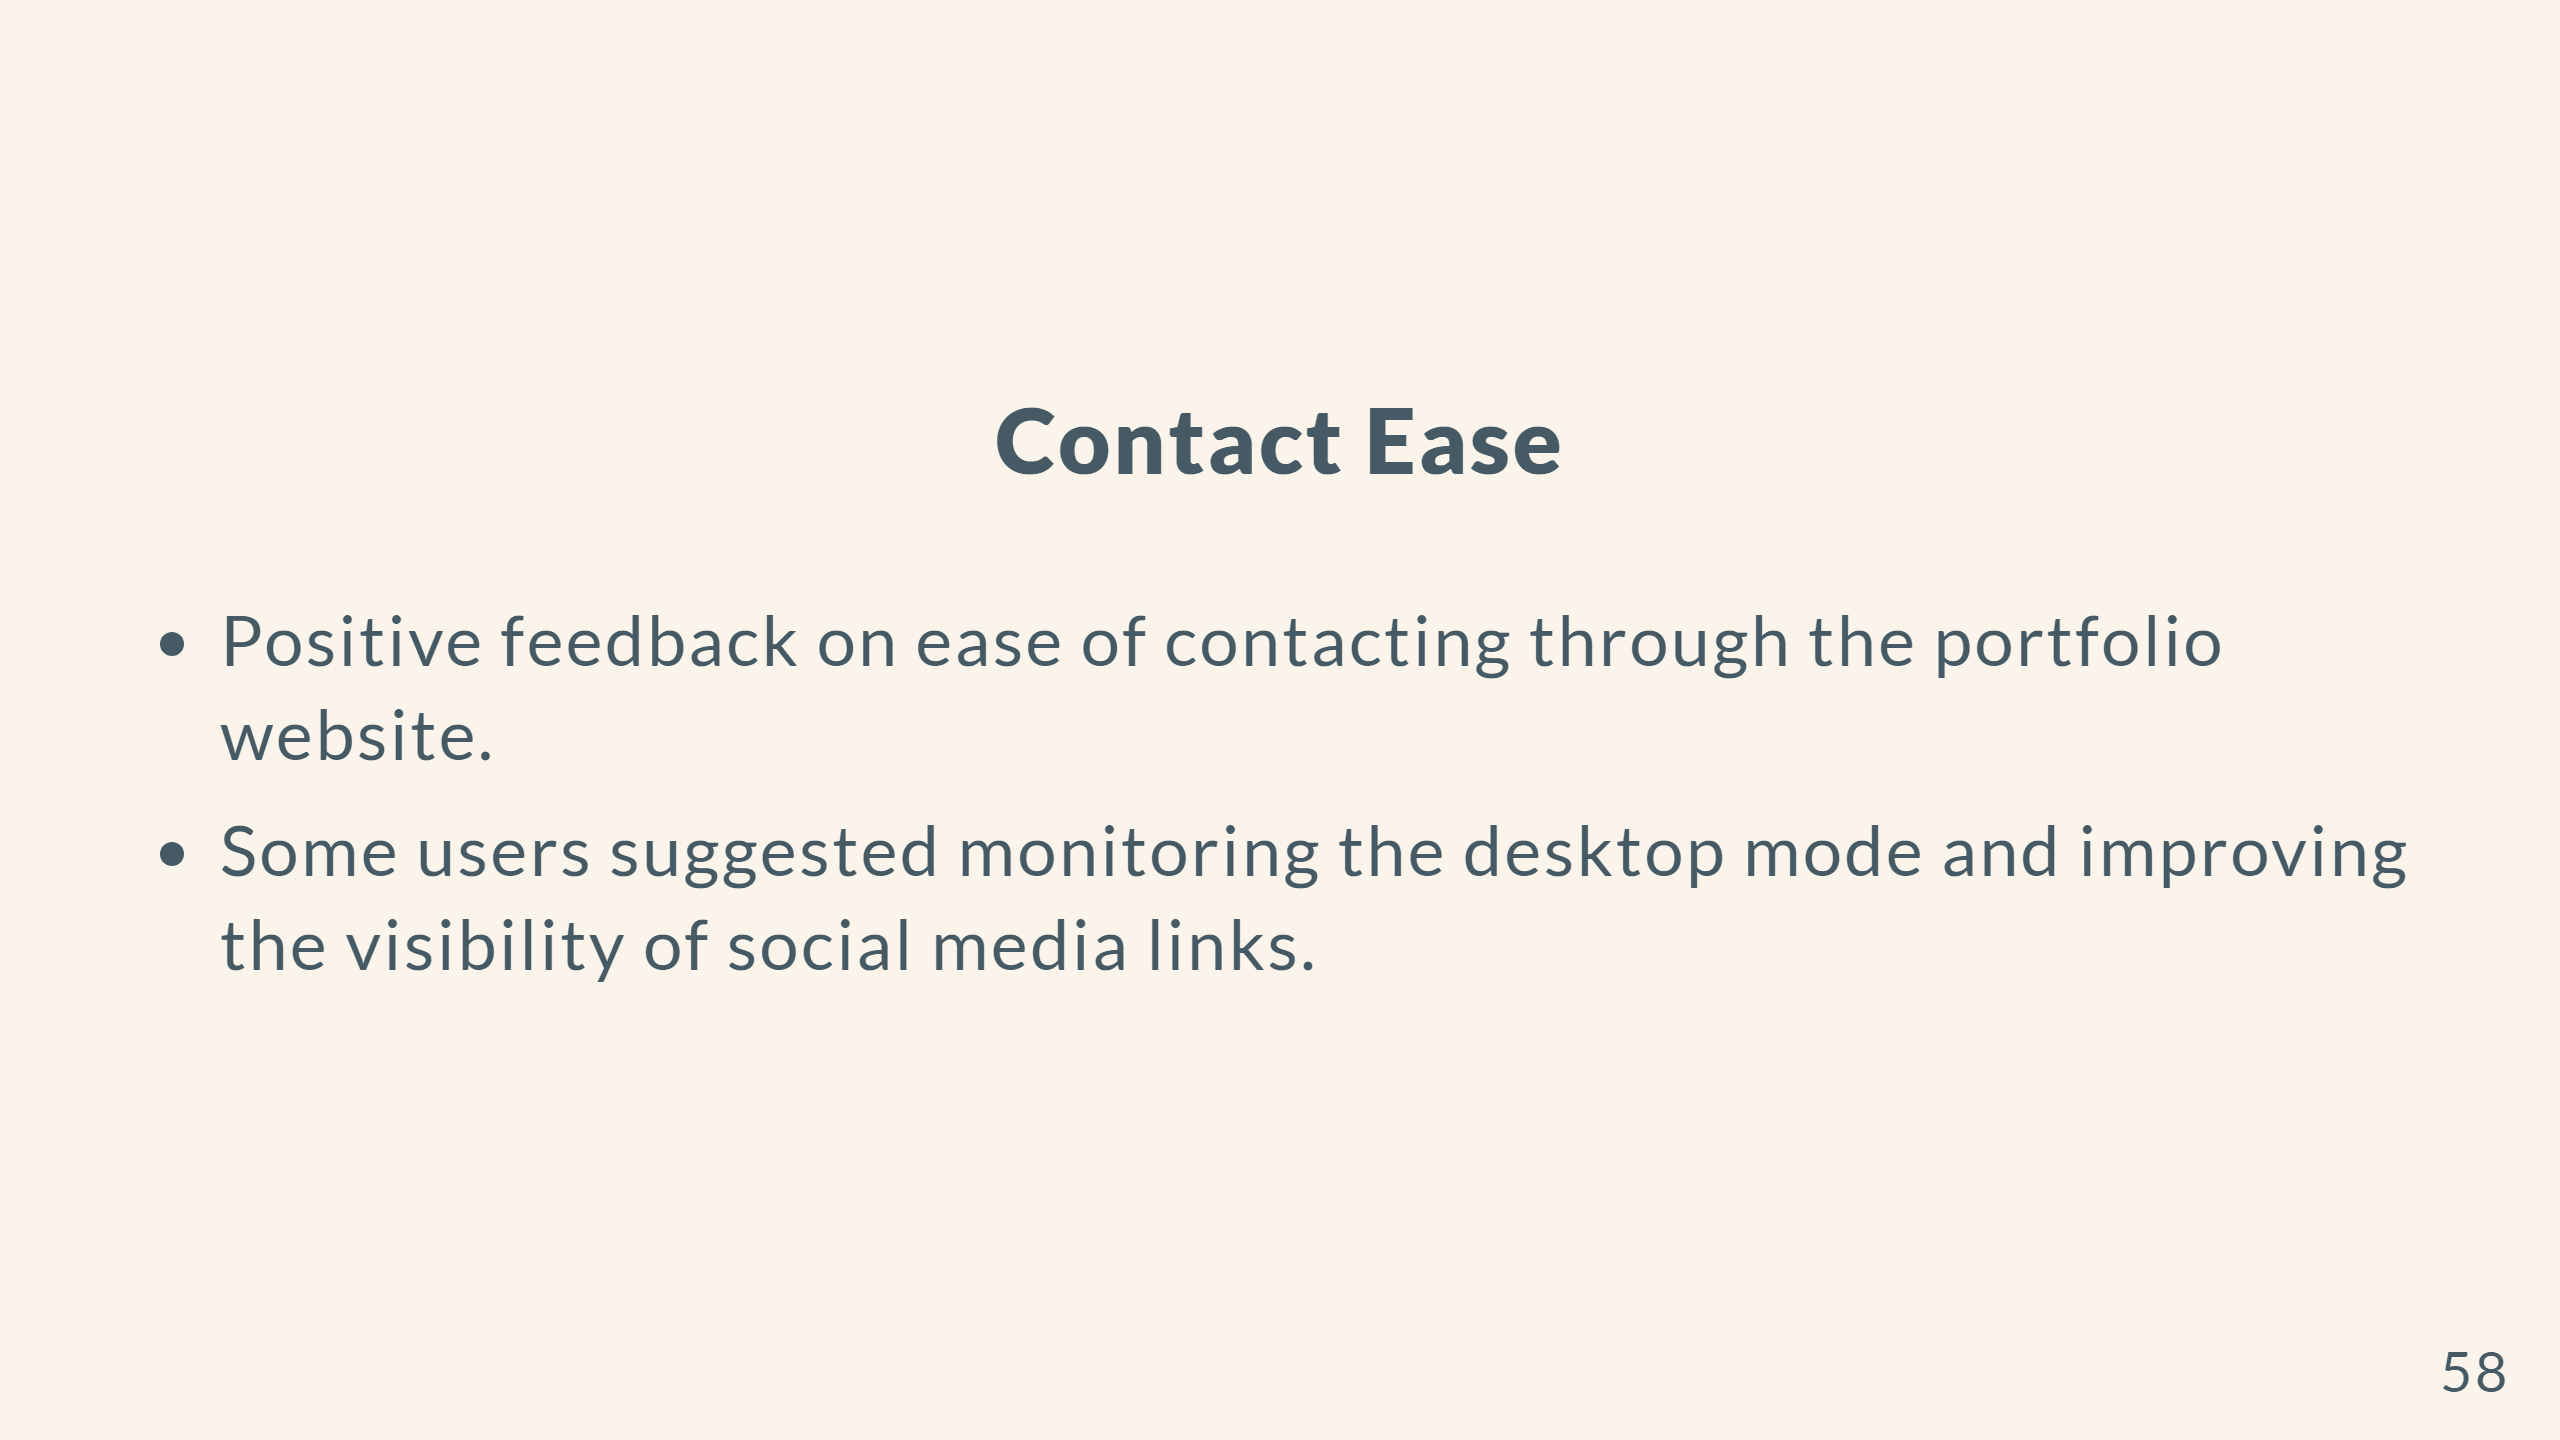 Contact Ease
• Positive feedback on ease of contacting through the portfolio
website.
• Some users suggested monitoring the desktop mode and improving
the visibility of social media links.
58